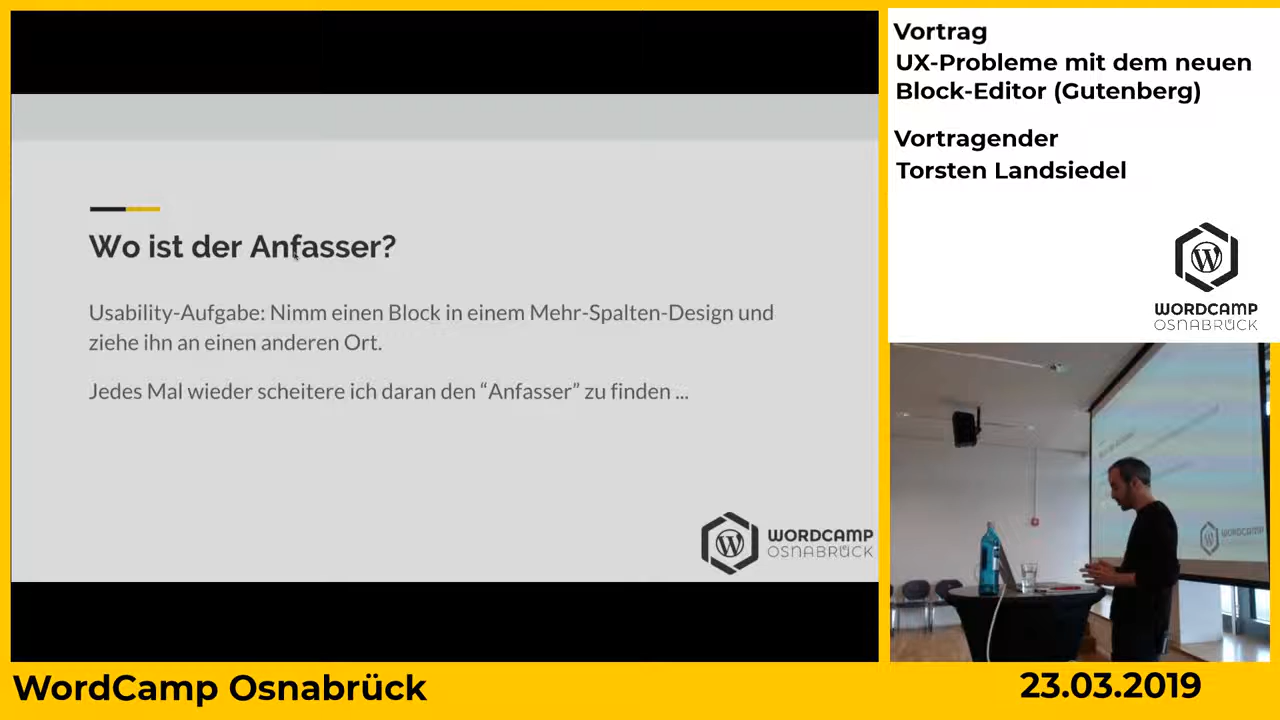 Wo ist der Anfasser?
Usability-Aufgabe: Nimm einen Block in einem Mehr-Spalten-Design und
ziehe ihn an einen anderen Ort.
Jedes Mal wieder scheitere ich daran den “Anfasser” zu finden ...
WORDCAMP
OSNABRÜCK
Vortrag
UX-Probleme mit dem neuen
Block-Editor (Gutenberg)
Vortragender
Torsten Landsiedel
WORDCAMP
OSNABRÜCK
WORDCAMP
WordCamp Osnabrück
23.03.2019